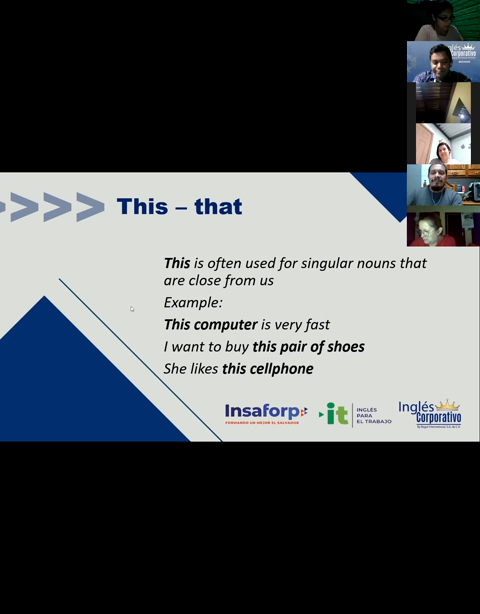 Inglés
Corporativo
>>>> This – that
This is often used for singular nouns that
are close from us
Example:
This computer is very fast
I want to buy this pair of shoes
She likes this cellphone
Insaforp
FORMANDO UN MEJOR EL SALVADOR
it
INGLÉS
PARA
EL TRABAJO
Inglés
Corporativo